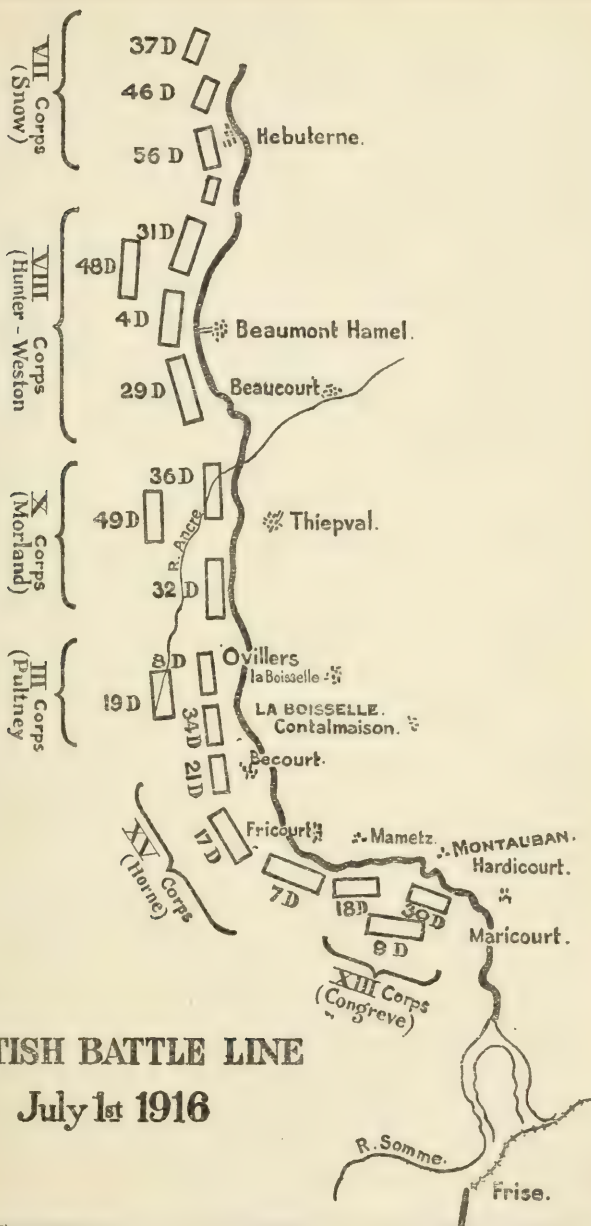 37D
46D
56D
VII Corps
(Snow)
Hebuterne.
31D
48D
4D
29D
VIII Corps
(Hunter - Weston
Beaumont Hamel.
Beaucourt
36D
49D
32D
X Corps
(Morland)
R. Ancre
Thiepval.
8D
19D
34D
III Corps
(Pultney
Ovillers
la Boisselle
LA BOISSELLE.
Contalmaison.
Becourt.
21D
17D
7D
XV Corps
(Horne)
Fricourt
Mametz.
MONTAUBAN.
Hardicourt.
18D
30D
9D
Maricourt.
XIII Corps
(Congreve)
TISH BATTLE LINE
July 1st 1916
R. Somme.
Frise.